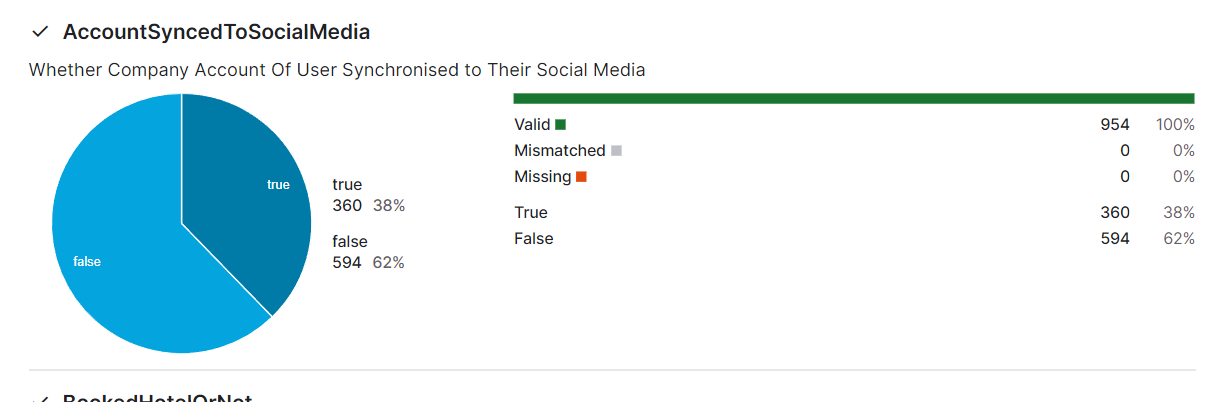 AccountSyncedToSocialMedia
Whether Company Account Of User Synchronised to Their Social Media
true
false
true
360 38%
false
594 62%
Valid 954 100%
Mismatched 0 0%
Missing 0 0%
True 360 38%
False 594 62%
BookedHotelOrNot